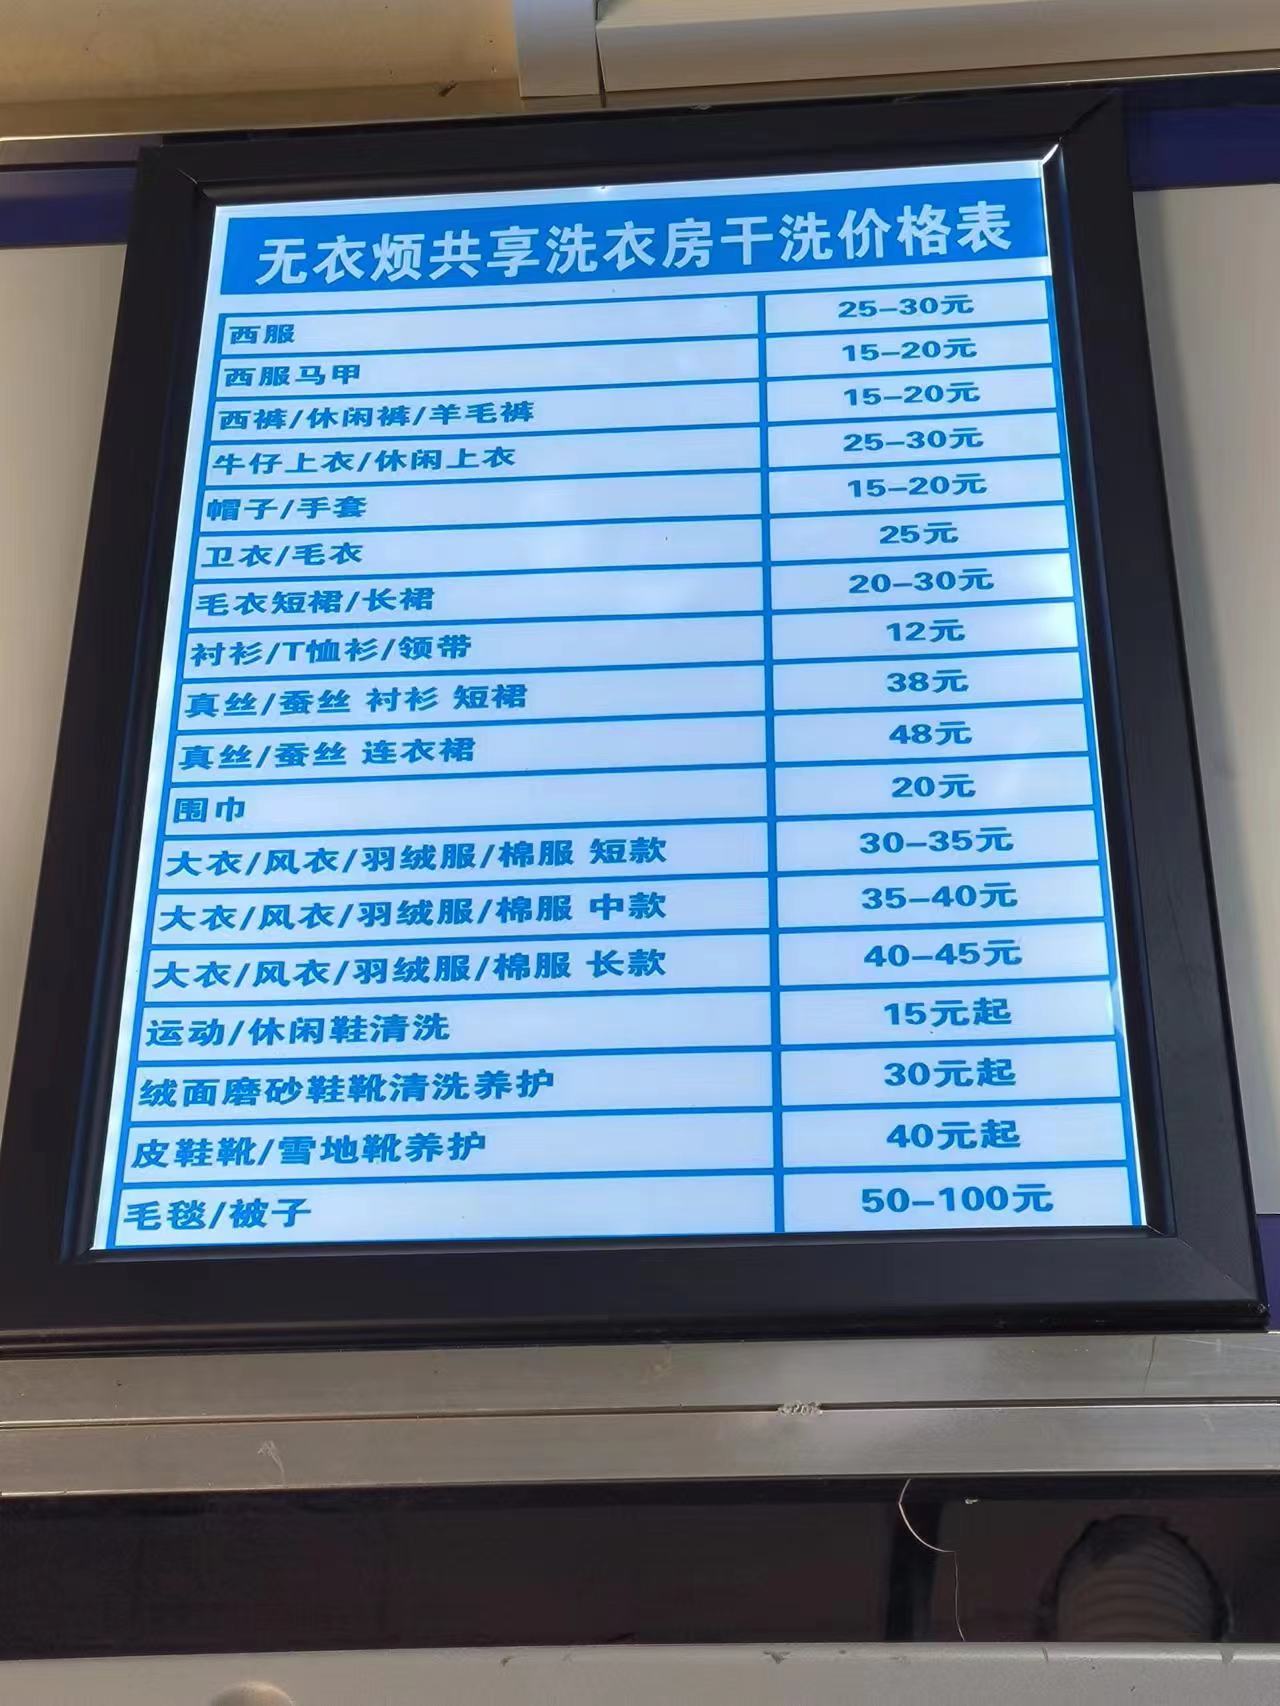 无衣烦共享洗衣房干洗价格表
西服 25-30元
西服马甲 15-20元
西裤/休闲裤/羊毛裤 15-20元
牛仔上衣/休闲上衣 25-30元
帽子/手套 15-20元
卫衣/毛衣 25元
毛衣短裙/长裙 20-30元
衬衫/T恤衫/领带 12元
真丝/蚕丝 衬衫 短裙 38元
真丝/蚕丝 连衣裙 48元
围巾 20元
大衣/风衣/羽绒服/棉服 短款 30-35元
大衣/风衣/羽绒服/棉服 中款 35-40元
大衣/风衣/羽绒服/棉服 长款 40-45元
运动/休闲鞋清洗 15元起
绒面磨砂鞋靴清洗养护 30元起
皮鞋靴/雪地靴养护 40元起
毛毯/被子 50-100元